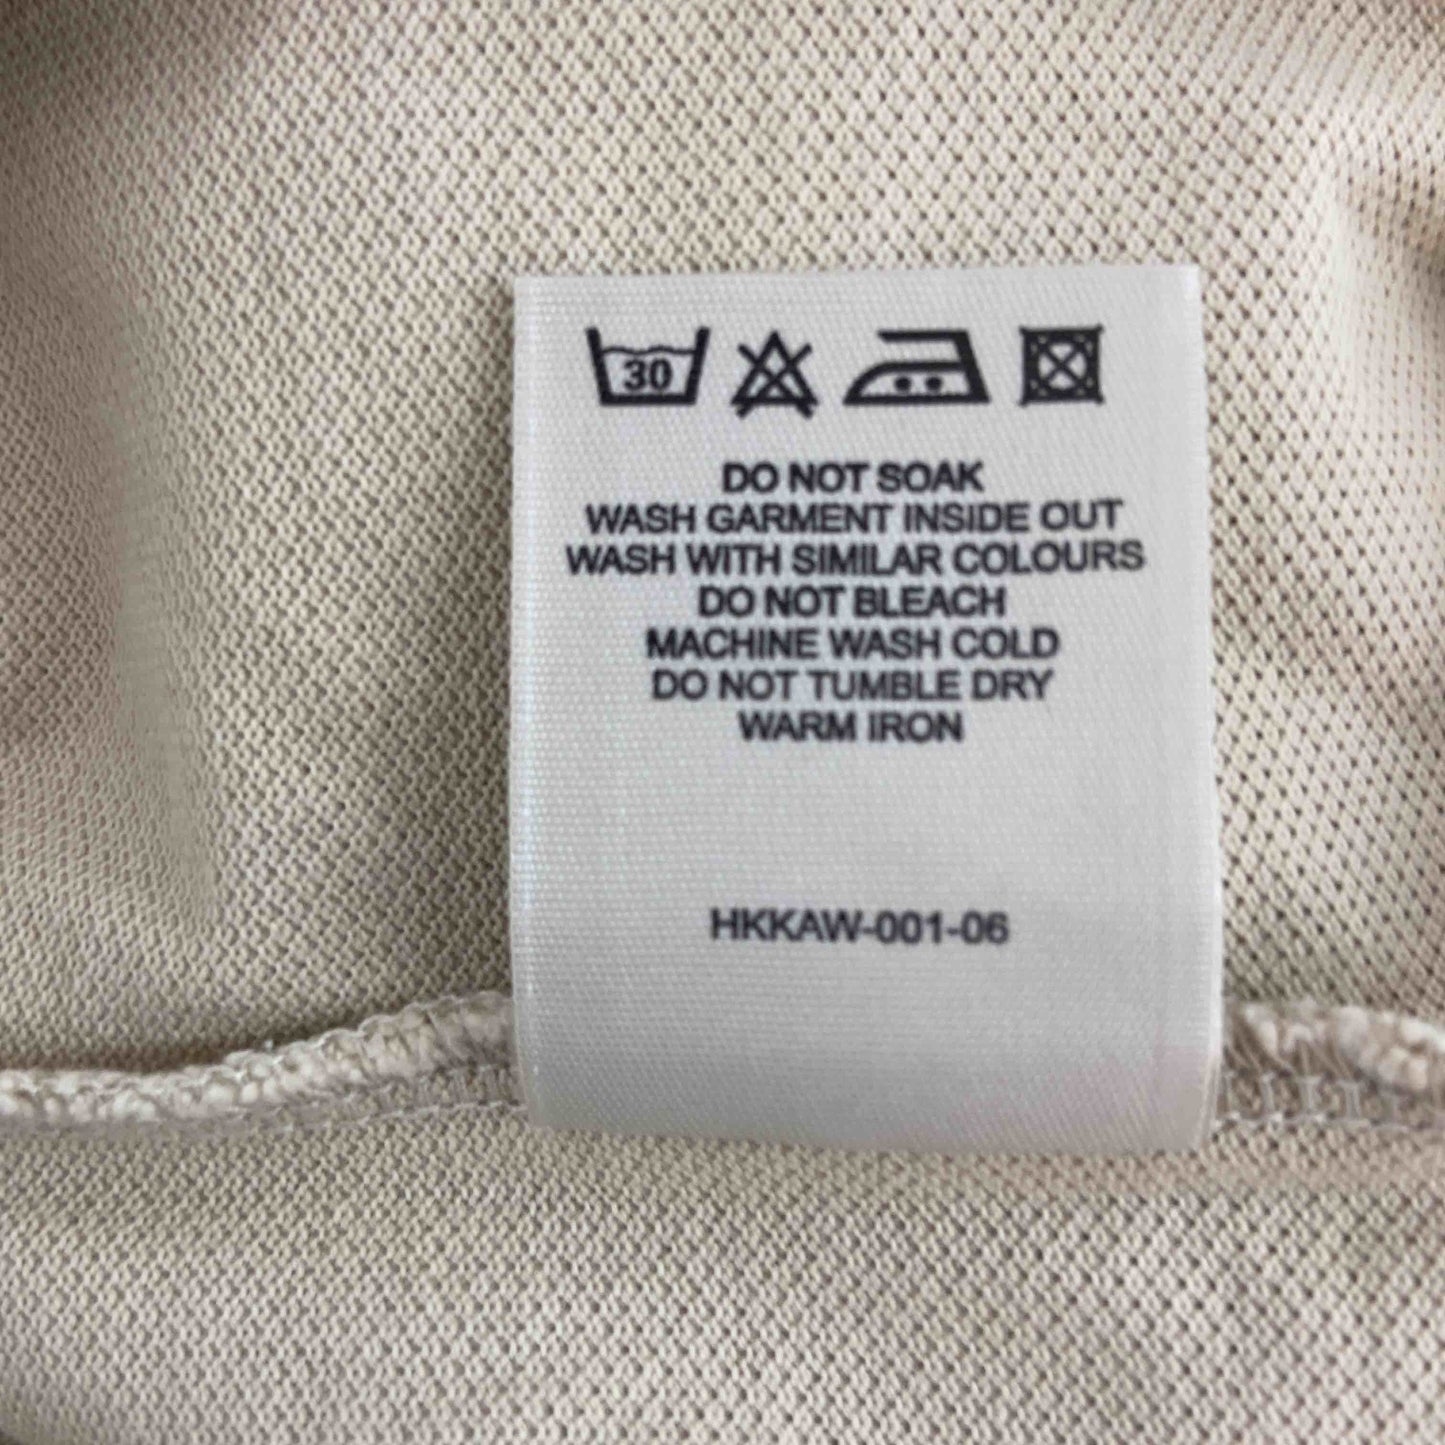 30
DO NOT SOAK
WASH GARMENT INSIDE OUT
WASH WITH SIMILAR COLOURS
DO NOT BLEACH
MACHINE WASH COLD
DO NOT TUMBLE DRY
WARM IRON
HKKAW-001-06